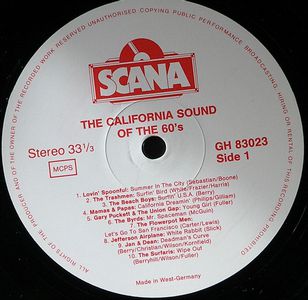 SCANA
THE CALIFORNIA SOUND
OF THE 60's
Stereo 33 1/3
MCPS
GH 83023
Side 1
1. Lovin' Spoonful: Summer In The City (Sebastian/Boone)
2. The Trashmen: Surfin' Bird (White/Frazier/Harris)
3. The Beach Boys: Surfin' U.S.A. (Berry)
4. Mamas & Papas: California Dreamin' (Philips/Gilliam)
5. Gary Puckett & The Union Gap: Young Girl (Fuller)
6. The Byrds: Mr. Spaceman (McGuin)
7. The Flowerpot Men:
Let's Go To San Francisco (Carter/Lewis)
8. Jefferson Airplane: White Rabbit (Slick)
9. Jan & Dean: Deadman's Curve
(Berry/Christian/Wilson/Kornfield)
10. The Surfaris: Wipe Out
(Berryhill/Wilson/Fuller)
Made in West-Germany
ALL RIGHTS OF THE PRODUCER AND OF THE OWNER OF THE RECORDED WORK RESERVED. UNAUTHORISED COPYING PUBLIC PERFORMANCE BROADCASTING, HIRING OR RENTAL OF THIS RECORDING PROHIBITED